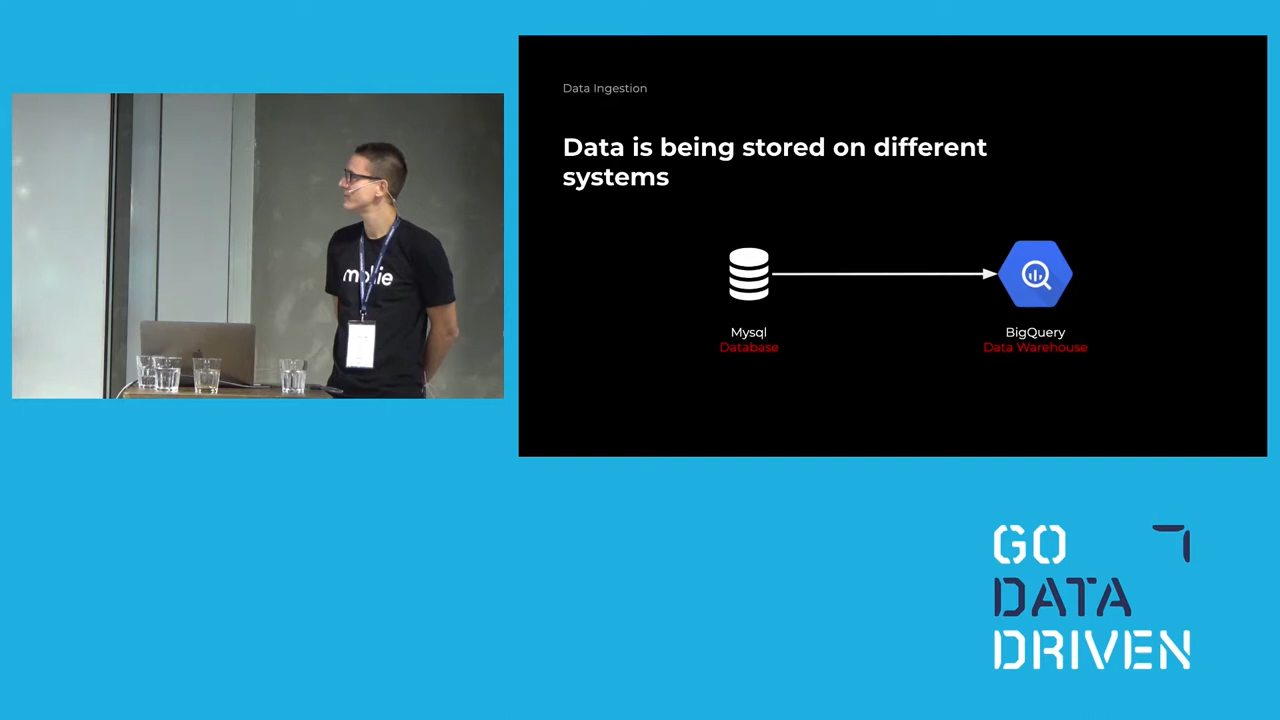 Data Ingestion
Data is being stored on different
systems
Mysql
Database
BigQuery
Data Warehouse
mollie
GO
DATA
DRIVEN